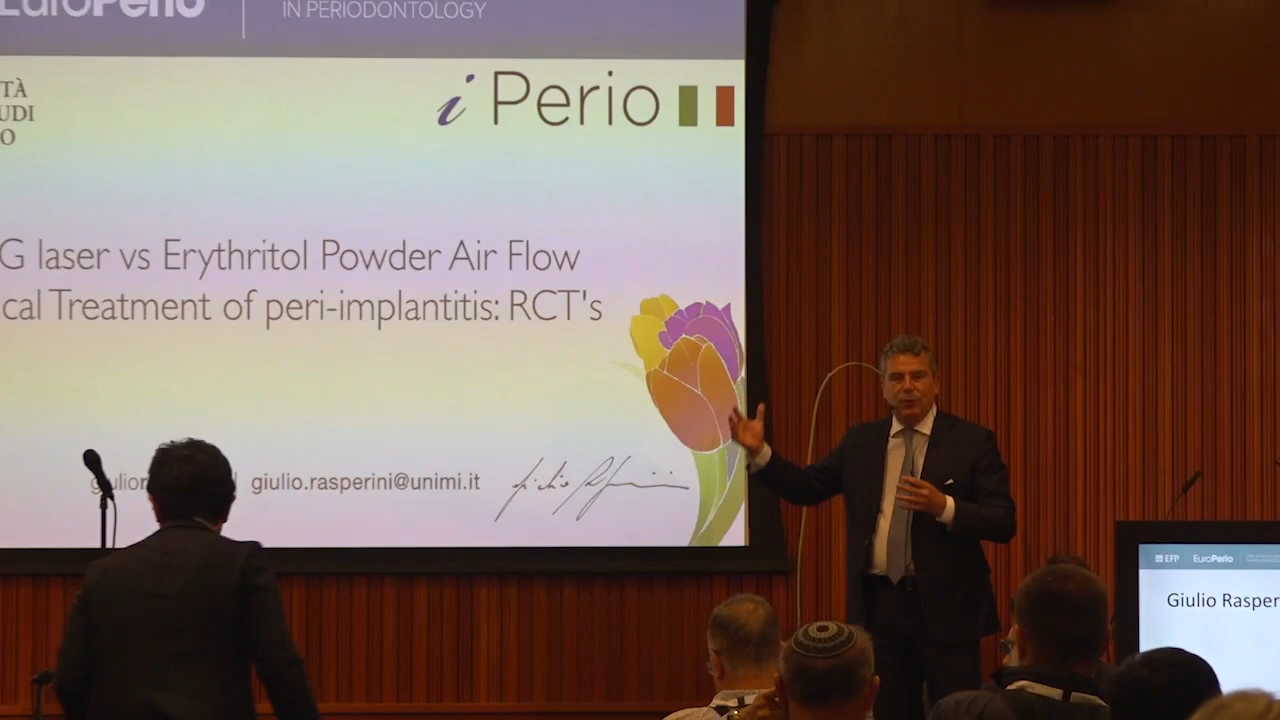 EuroPerio
IN PERIODONTOLOGY
TÀ
UDI
O
i Perio
G laser vs Erythritol Powder Air Flow
cal Treatment of peri-implantitis: RCT's
giulio.rasperini@unimi.it
EFP EuroPerio
Giulio Rasper